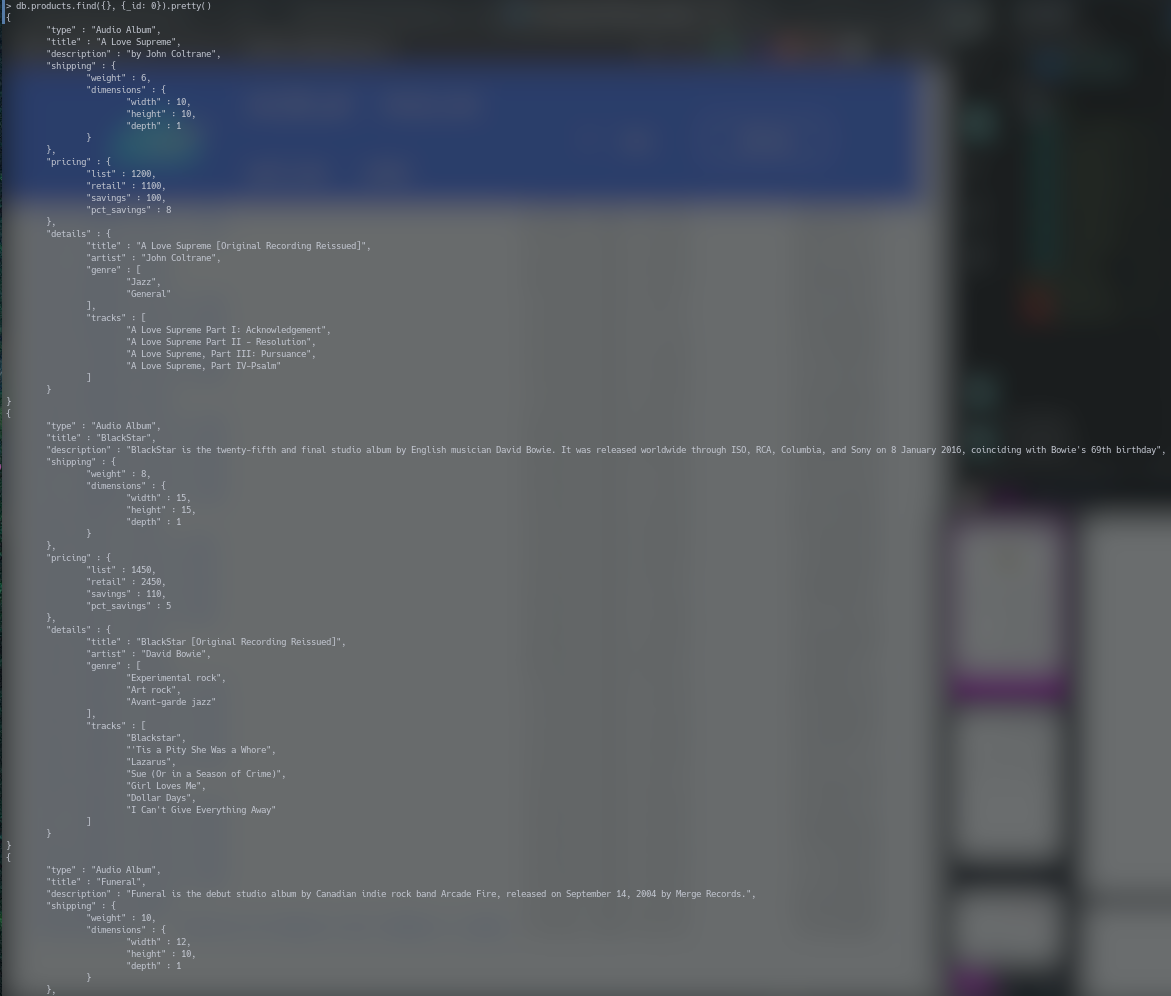 > db.products.find({}, {_id: 0}).pretty()
{
"type" : "Audio Album",
"title" : "A Love Supreme",
"description" : "by John Coltrane",
"shipping" : {
"weight" : 6,
"dimensions" : {
"width" : 10,
"height" : 10,
"depth" : 1
}
},
"pricing" : {
"list" : 1200,
"retail" : 1100,
"savings" : 100,
"pct_savings" : 8
},
"details" : {
"title" : "A Love Supreme [Original Recording Reissued]",
"artist" : "John Coltrane",
"genre" : [
"Jazz",
"General"
],
"tracks" : [
"A Love Supreme Part I: Acknowledgement",
"A Love Supreme Part II - Resolution",
"A Love Supreme, Part III: Pursuance",
"A Love Supreme, Part IV-Psalm"
]
}
}
{
"type" : "Audio Album",
"title" : "BlackStar",
"description" : "BlackStar is the twenty-fifth and final studio album by English musician David Bowie. It was released worldwide through ISO, RCA, Columbia, and Sony on 8 January 2016, coinciding with Bowie's 69th birthday",
"shipping" : {
"weight" : 8,
"dimensions" : {
"width" : 15,
"height" : 15,
"depth" : 1
}
},
"pricing" : {
"list" : 1450,
"retail" : 2450,
"savings" : 110,
"pct_savings" : 5
},
"details" : {
"title" : "BlackStar [Original Recording Reissued]",
"artist" : "David Bowie",
"genre" : [
"Experimental rock",
"Art rock",
"Avant-garde jazz"
],
"tracks" : [
"Blackstar",
"'Tis a Pity She Was a Whore",
"Lazarus",
"Sue (Or in a Season of Crime)",
"Girl Loves Me",
"Dollar Days",
"I Can't Give Everything Away"
]
}
}
{
"type" : "Audio Album",
"title" : "Funeral",
"description" : "Funeral is the debut studio album by Canadian indie rock band Arcade Fire, released on September 14, 2004 by Merge Records.",
"shipping" : {
"weight" : 10,
"dimensions" : {
"width" : 12,
"height" : 10,
"depth" : 1
}
},